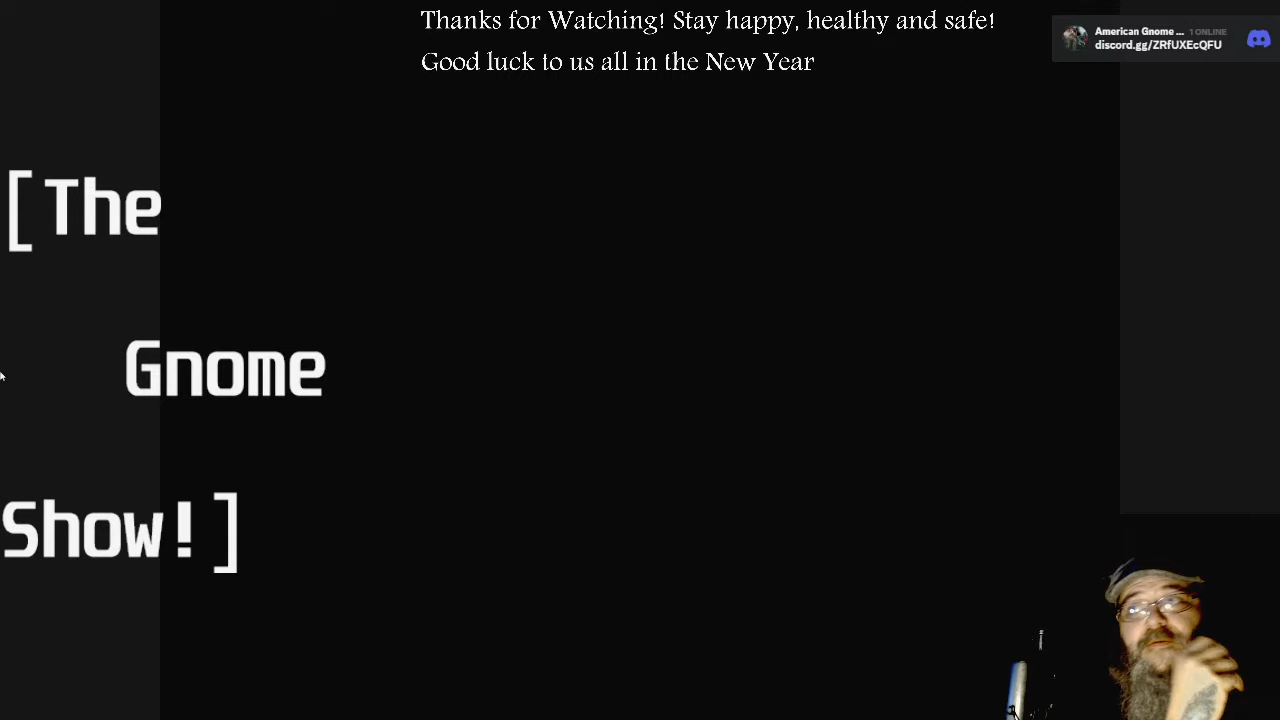 Thanks for Watching! Stay happy, healthy and safe!
Good luck to us all in the New Year
American Gnome ... 1 ONLINE
discord.gg/ZRfUXEcQFU
[The
Gnome
Show!]